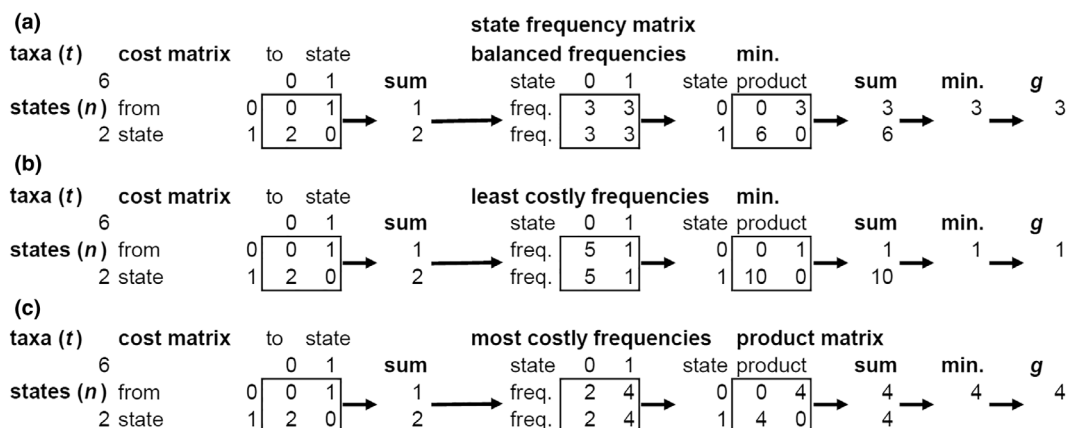 (a)
state frequency matrix
taxa (t) cost matrix to state balanced frequencies min.
6 0 1 sum state 0 1 state product sum min. g
states (n) from 0 0 1 1 freq. 3 3 0 0 3 3 3 3
2 state 1 2 0 2 freq. 3 3 1 6 0 6
(b)
taxa (t) cost matrix to state least costly frequencies min.
6 0 1 sum state 0 1 state product sum min. g
states (n) from 0 0 1 1 freq. 5 1 0 0 1 1 1 1
2 state 1 2 0 2 freq. 5 1 1 10 0 10
(c)
taxa (t) cost matrix to state most costly frequencies product matrix
6 0 1 sum state 0 1 state product sum min. g
states (n) from 0 0 1 1 freq. 2 4 0 0 4 4 4 4
2 state 1 2 0 2 freq. 2 4 1 4 0 4